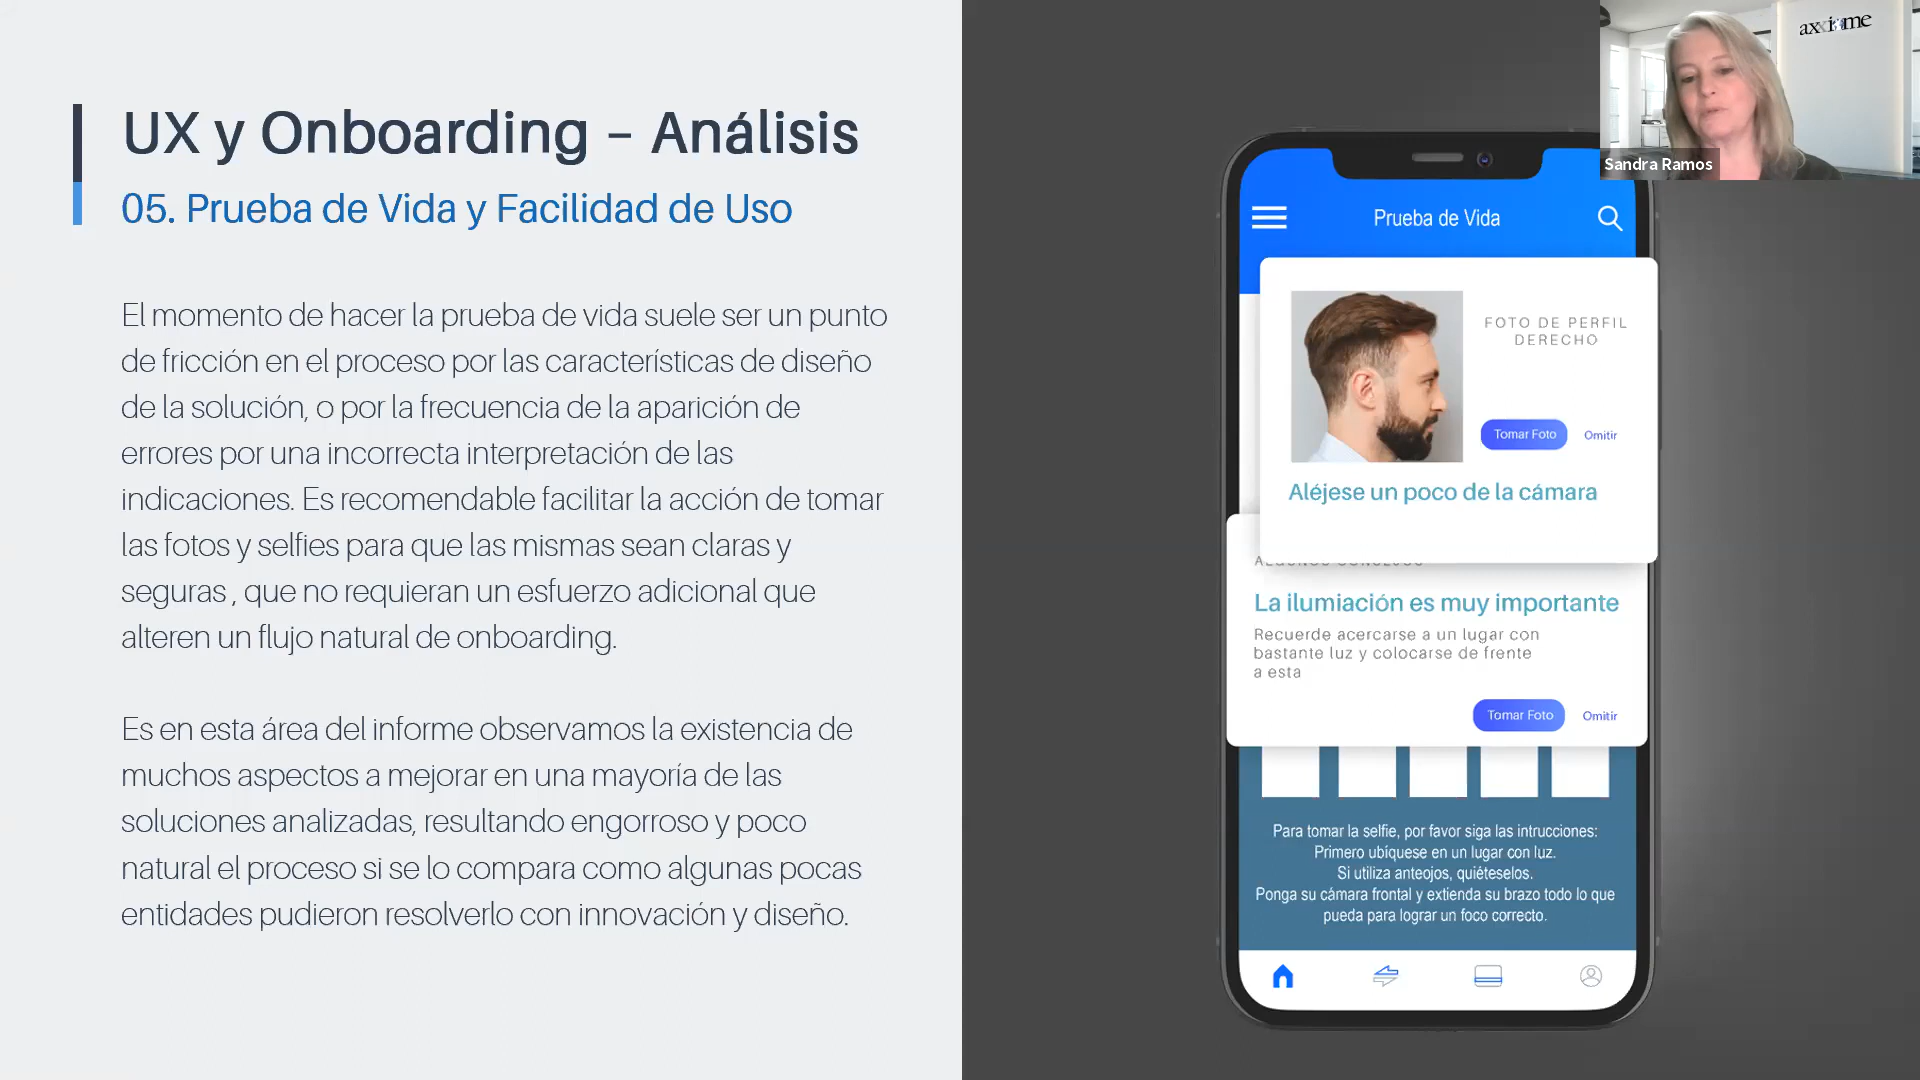 UX y Onboarding – Análisis
05. Prueba de Vida y Facilidad de Uso
El momento de hacer la prueba de vida suele ser un punto
de fricción en el proceso por las características de diseño
de la solución, o por la frecuencia de la aparición de
errores por una incorrecta interpretación de las
indicaciones. Es recomendable facilitar la acción de tomar
las fotos y selfies para que las mismas sean claras y
seguras , que no requieran un esfuerzo adicional que
alteren un flujo natural de onboarding.
Es en esta área del informe observamos la existencia de
muchos aspectos a mejorar en una mayoría de las
soluciones analizadas, resultando engorroso y poco
natural el proceso si se lo compara como algunas pocas
entidades pudieron resolverlo con innovación y diseño.
axxiome
Sandra Ramos
Prueba de Vida
FOTO DE PERFIL
DERECHO
Tomar Foto
Omitir
Aléjese un poco de la cámara
La ilumiación es muy importante
Recuerde acercarse a un lugar con
bastante luz y colocarse de frente
a esta
Tomar Foto
Omitir
Para tomar la selfie, por favor siga las intrucciones:
Primero ubíquese en un lugar con luz.
Si utiliza anteojos, quiéteselos.
Ponga su cámara frontal y extienda su brazo todo lo que
pueda para lograr un foco correcto.